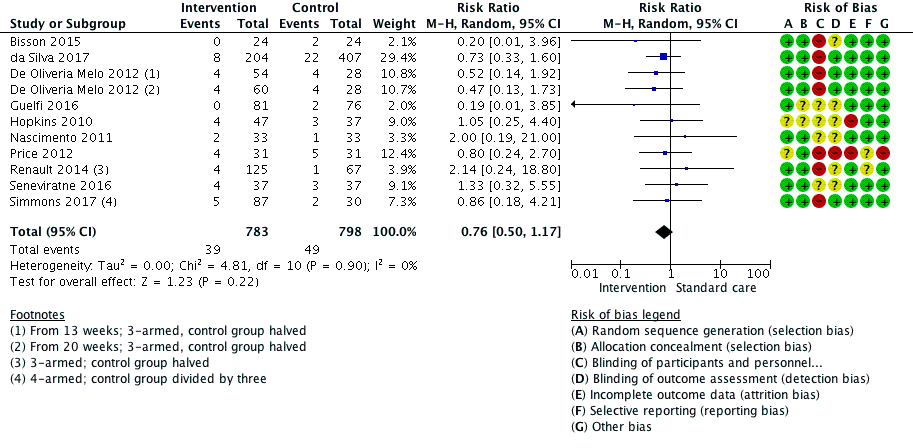 Intervention Control Risk Ratio Risk Ratio Risk of Bias
Study or Subgroup Events Total Events Total Weight M-H, Random, 95% CI M-H, Random, 95% CI A B C D E F G
Bisson 2015 0 24 2 24 2.1% 0.20 [0.01, 3.96] + + − ? + + +
da Silva 2017 8 204 22 407 29.4% 0.73 [0.33, 1.60] + + − + + + +
De Oliveria Melo 2012 (1) 4 54 4 28 10.8% 0.52 [0.14, 1.92] + + − + + + +
De Oliveria Melo 2012 (2) 4 60 4 28 10.7% 0.47 [0.13, 1.73] + + − + + + +
Guelfi 2016 0 81 2 76 2.0% 0.19 [0.01, 3.85] + ? ? ? + + +
Hopkins 2010 4 47 3 37 9.0% 1.05 [0.25, 4.40] ? ? ? ? − + +
Nascimento 2011 2 33 1 33 3.3% 2.00 [0.19, 21.00] + + ? ? + + +
Price 2012 4 31 5 31 12.4% 0.80 [0.24, 2.70] ? + − − − ? −
Renault 2014 (3) 4 125 1 67 3.9% 2.14 [0.24, 18.80] + + − ? + ? +
Seneviratne 2016 4 37 3 37 9.1% 1.33 [0.32, 5.55] + + ? ? + + +
Simmons 2017 (4) 5 87 2 30 7.3% 0.86 [0.18, 4.21] + + − + + + +
Total (95% CI) 783 798 100.0% 0.76 [0.50, 1.17]
Total events 39 49
Heterogeneity: Tau² = 0.00; Chi² = 4.81, df = 10 (P = 0.90); I² = 0%
Test for overall effect: Z = 1.23 (P = 0.22)
0.01 0.1 1 10 100
Intervention Standard care
Footnotes
(1) From 13 weeks; 3-armed, control group halved
(2) From 20 weeks; 3-armed, control group halved
(3) 3-armed; control group halved
(4) 4-armed; control group divided by three
Risk of bias legend
(A) Random sequence generation (selection bias)
(B) Allocation concealment (selection bias)
(C) Blinding of participants and personnel...
(D) Blinding of outcome assessment (detection bias)
(E) Incomplete outcome data (attrition bias)
(F) Selective reporting (reporting bias)
(G) Other bias